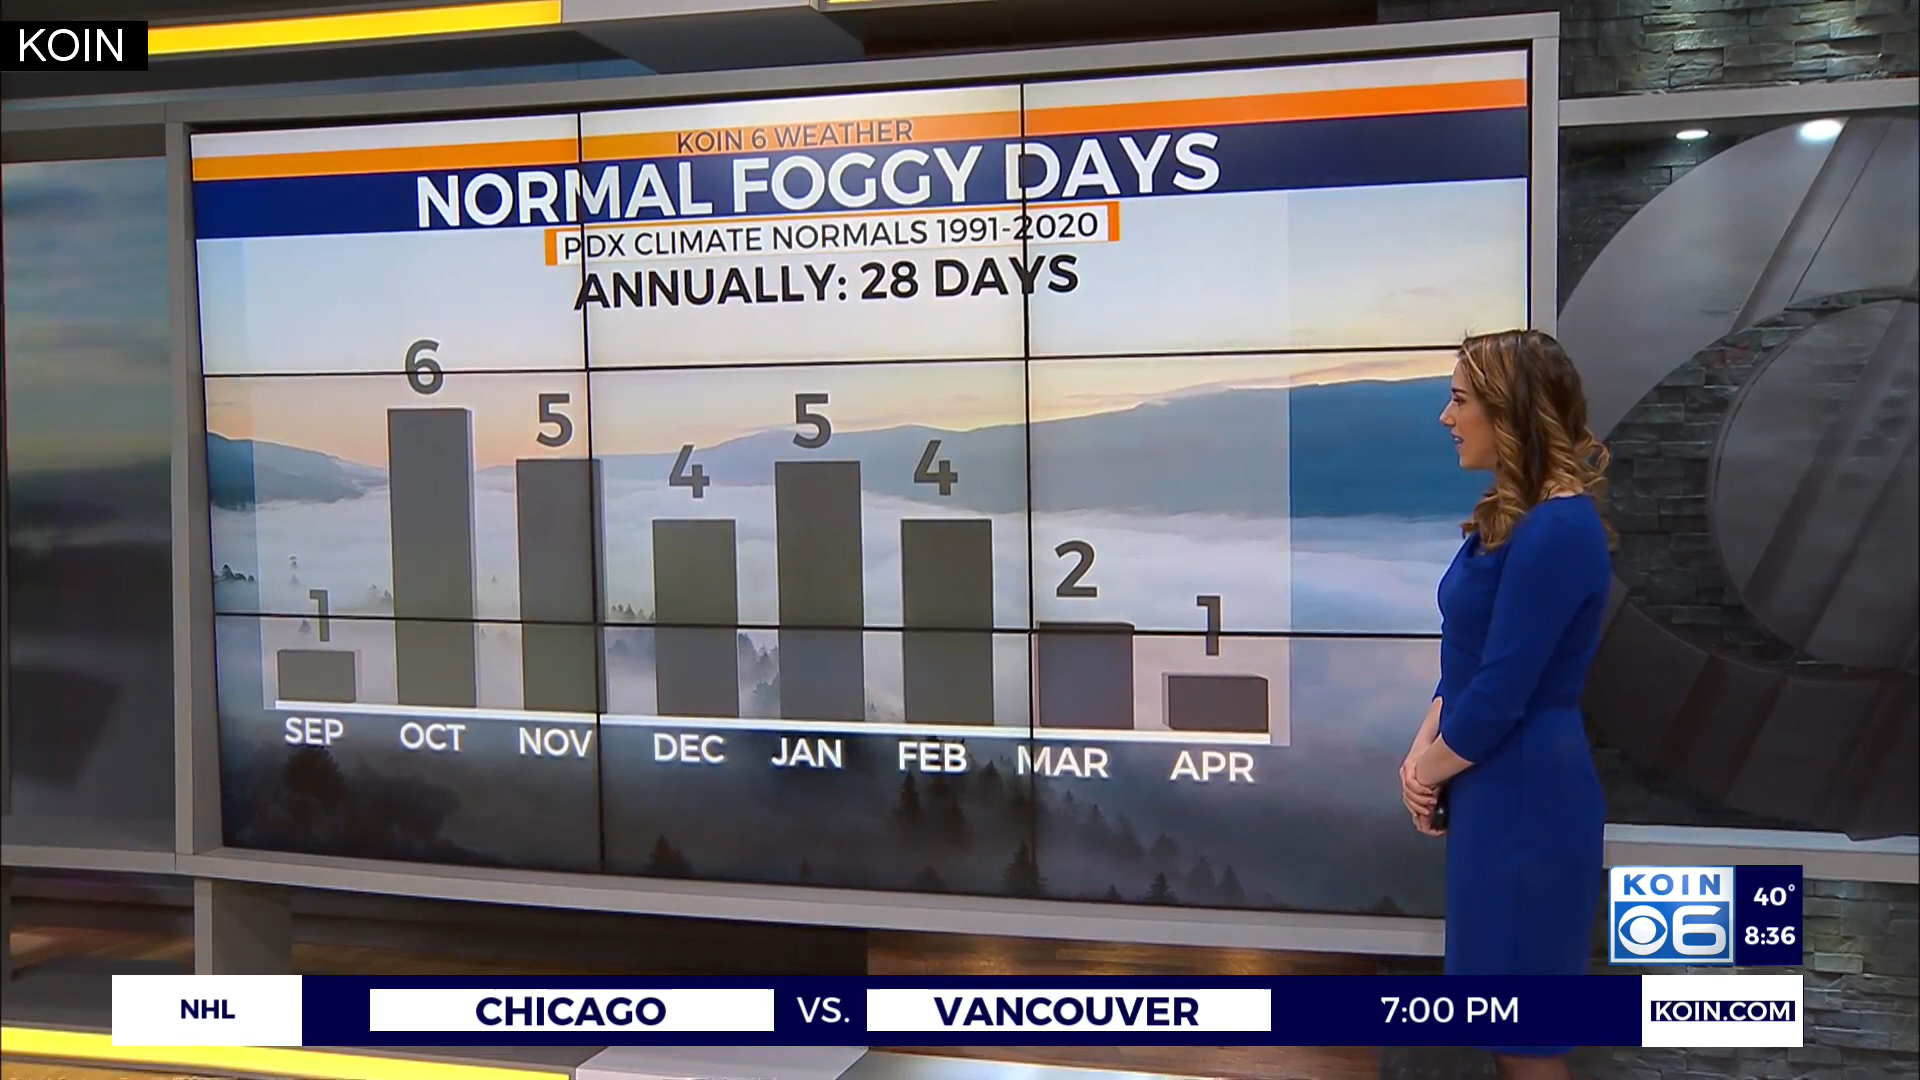 KOIN
KOIN 6 WEATHER
NORMAL FOGGY DAYS
PDX CLIMATE NORMALS 1991-2020
ANNUALLY: 28 DAYS
1 6 5 4 5 4 2 1
SEP OCT NOV DEC JAN FEB MAR APR
KOIN 6
40°
8:36
NHL CHICAGO VS. VANCOUVER 7:00 PM KOIN.COM